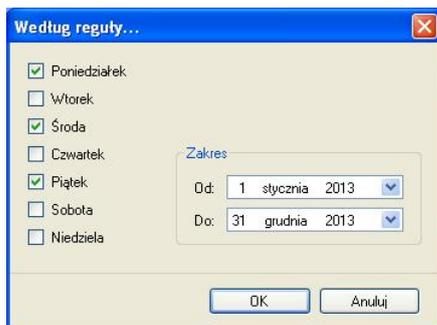 Według reguły...
Poniedziałek
Wtorek
Środa
Czwartek
Piątek
Sobota
Niedziela
Zakres
Od: 1 stycznia 2013
Do: 31 grudnia 2013
OK Anuluj